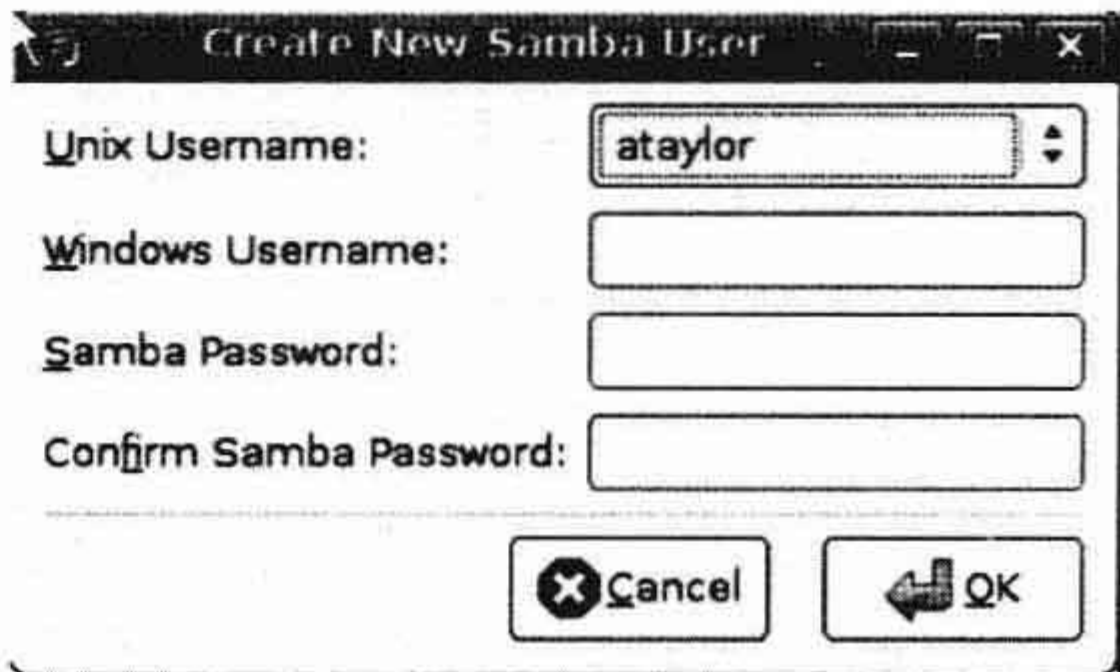 Create New Samba User
Unix Username: ataylor
Windows Username:
Samba Password:
Confirm Samba Password:
Cancel OK